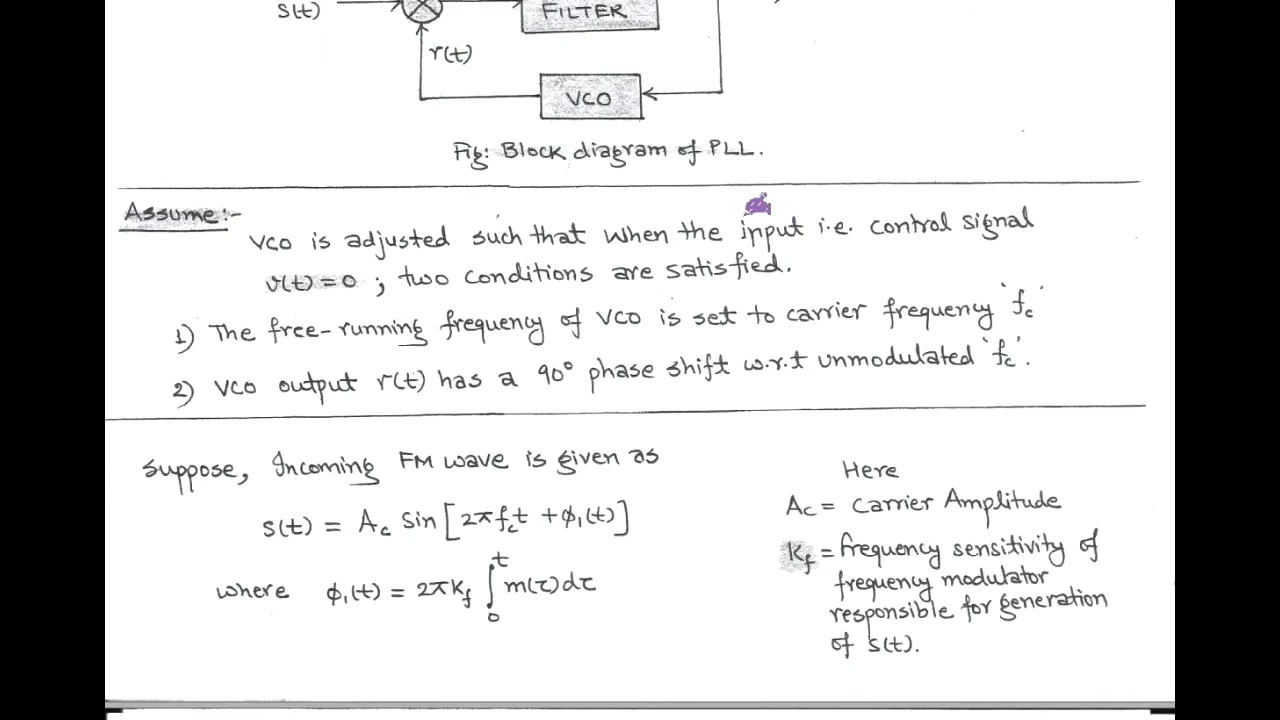 s(t)
FILTER
r(t)
VCO
Fig: Block diagram of PLL.
Assume:-
VCO is adjusted such that when the input i.e. control signal
v(t) = 0 ; two conditions are satisfied.
1) The free-running frequency of VCO is set to carrier frequency 'fc'
2) VCO output r(t) has a 90° phase shift w.r.t unmodulated 'fc'.
Suppose, Incoming FM wave is given as
s(t) = Ac Sin [2πfct + φ1(t)]
where φ1(t) = 2πKf ∫₀ᵗ m(τ)dτ
Here
Ac = Carrier Amplitude
Kf = frequency sensitivity of
frequency modulator
responsible for generation
of s(t).